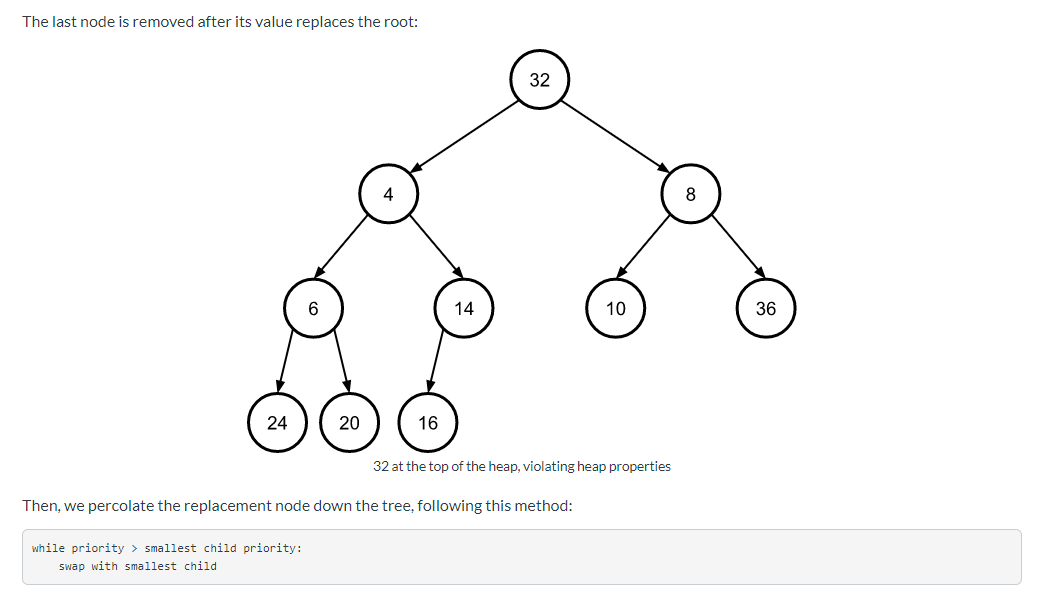 The last node is removed after its value replaces the root:
32
4
8
6
14
10
36
24
20
16
32 at the top of the heap, violating heap properties
Then, we percolate the replacement node down the tree, following this method:
while priority > smallest child priority:
    swap with smallest child